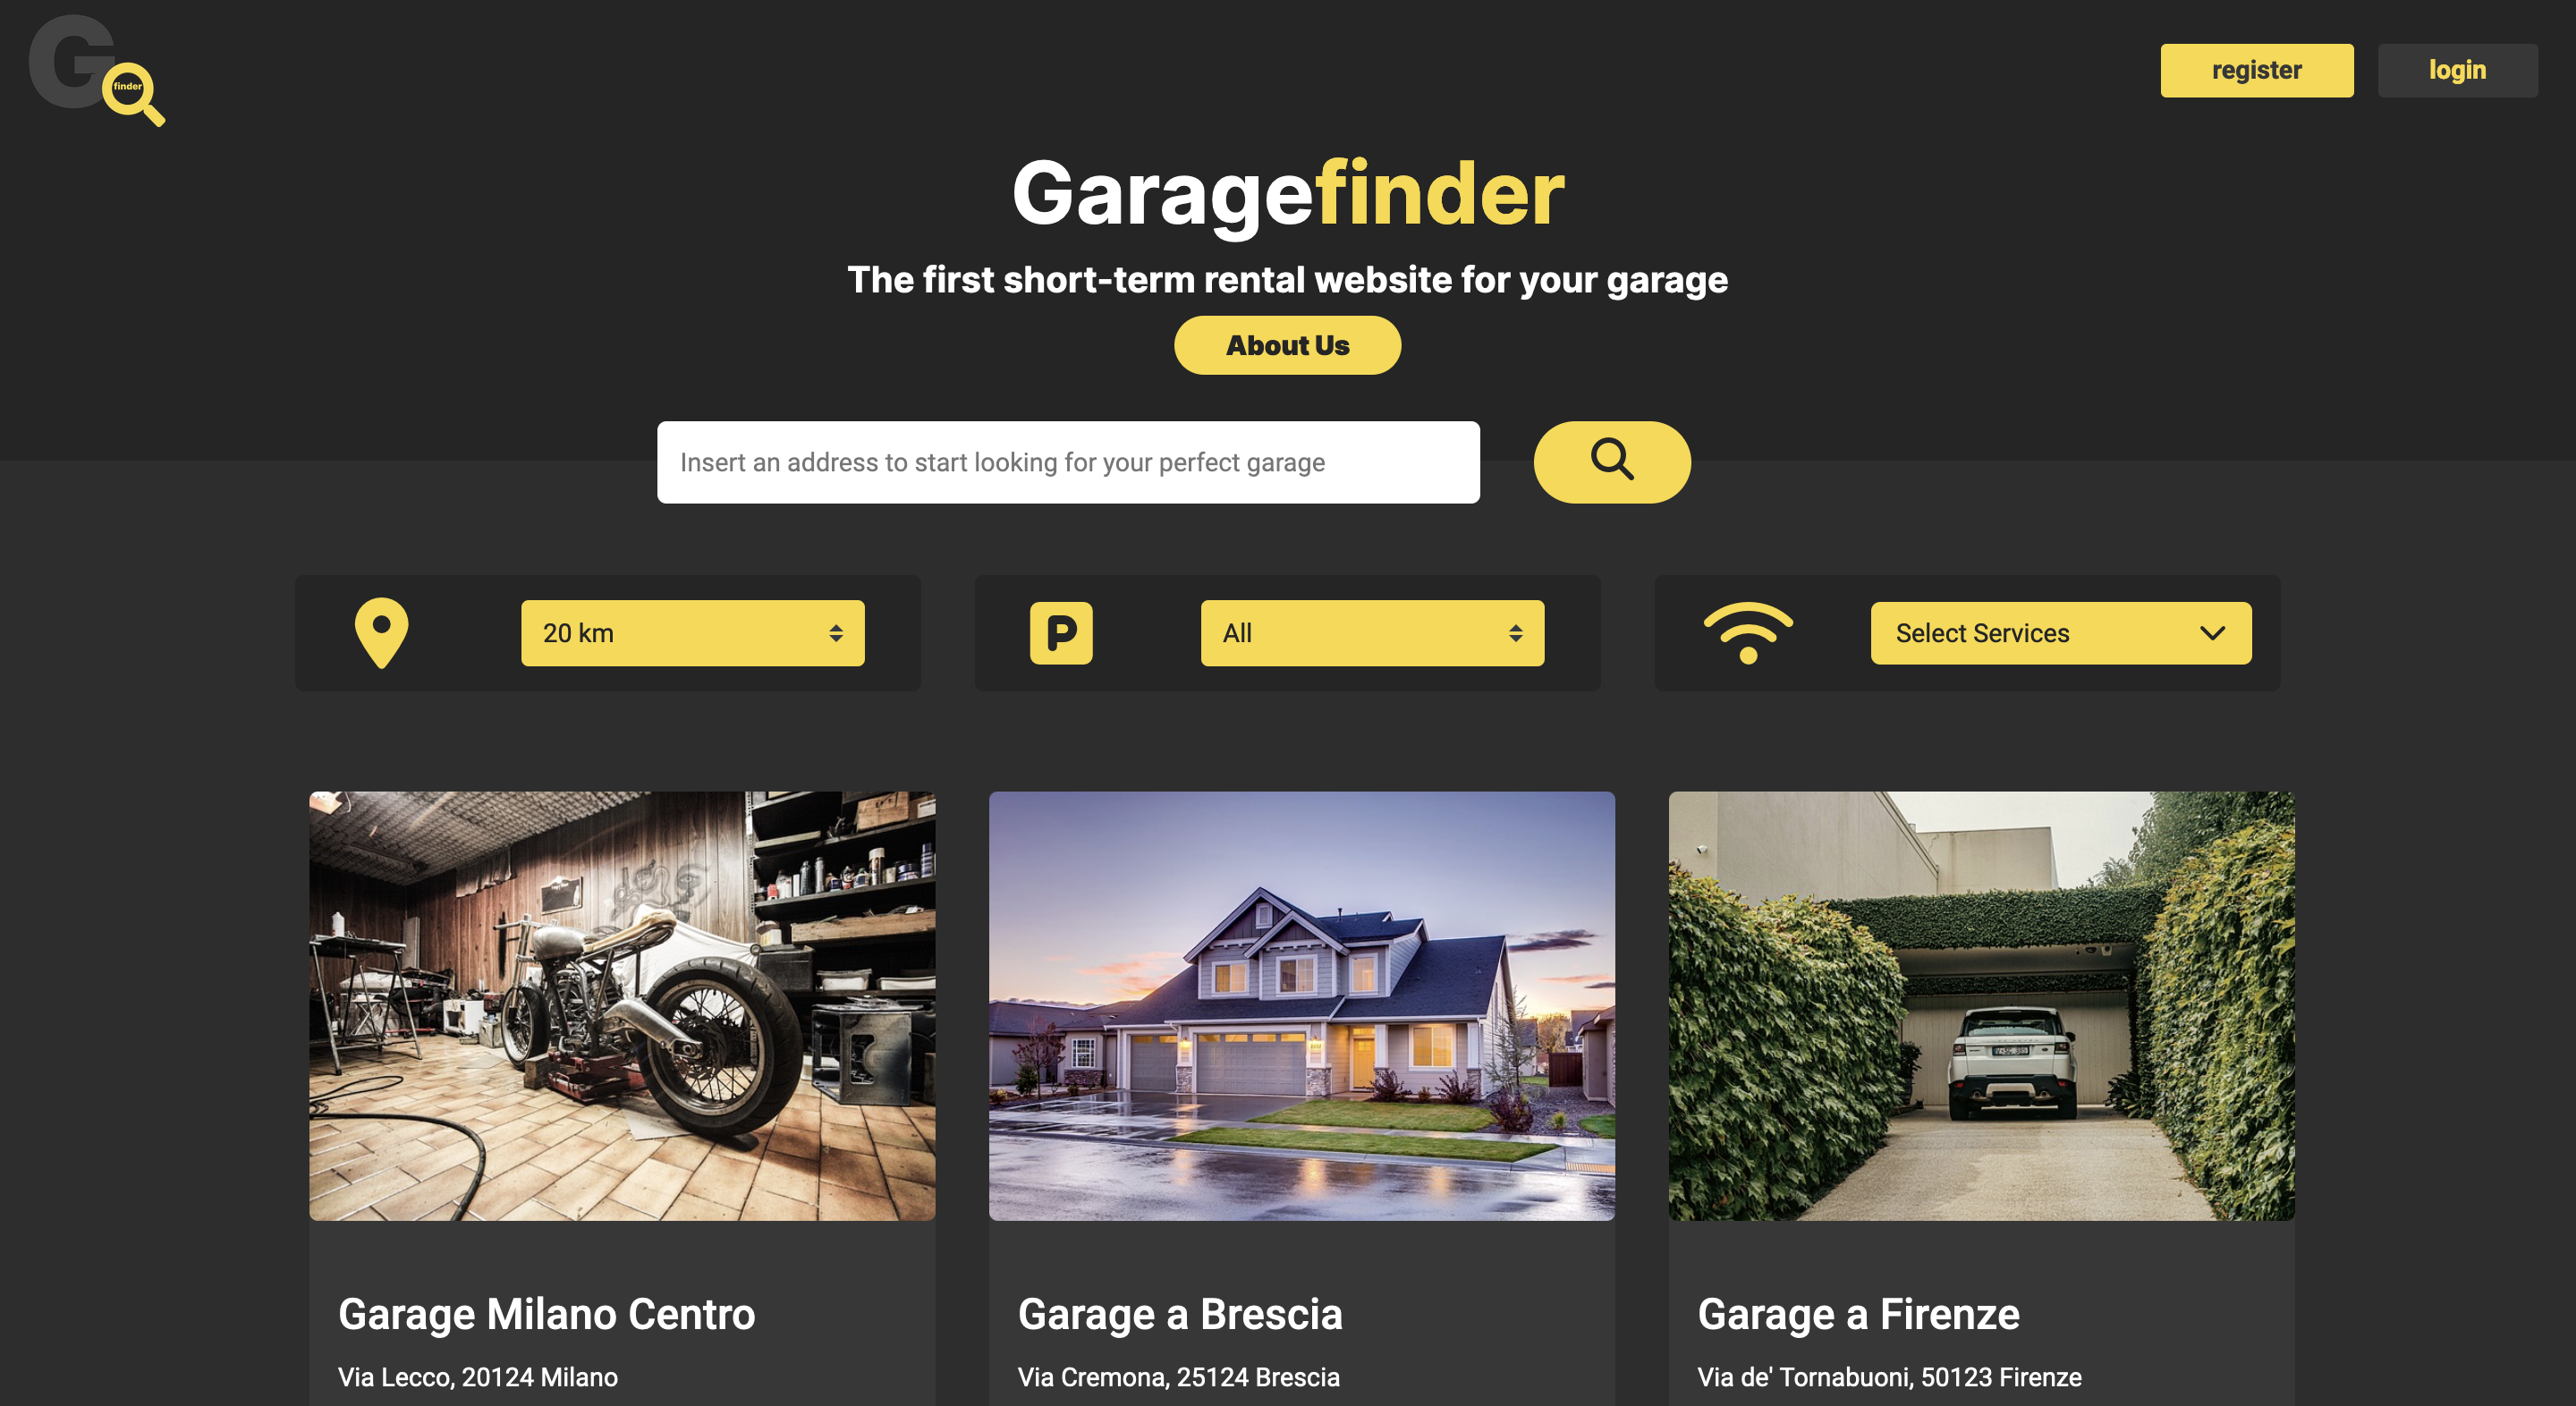 G
finder
register
login
Garagefinder
The first short-term rental website for your garage
About Us
Insert an address to start looking for your perfect garage
20 km
P
All
Select Services
Garage Milano Centro
Garage a Brescia
Garage a Firenze
Via Lecco, 20124 Milano
Via Cremona, 25124 Brescia
Via de' Tornabuoni, 50123 Firenze